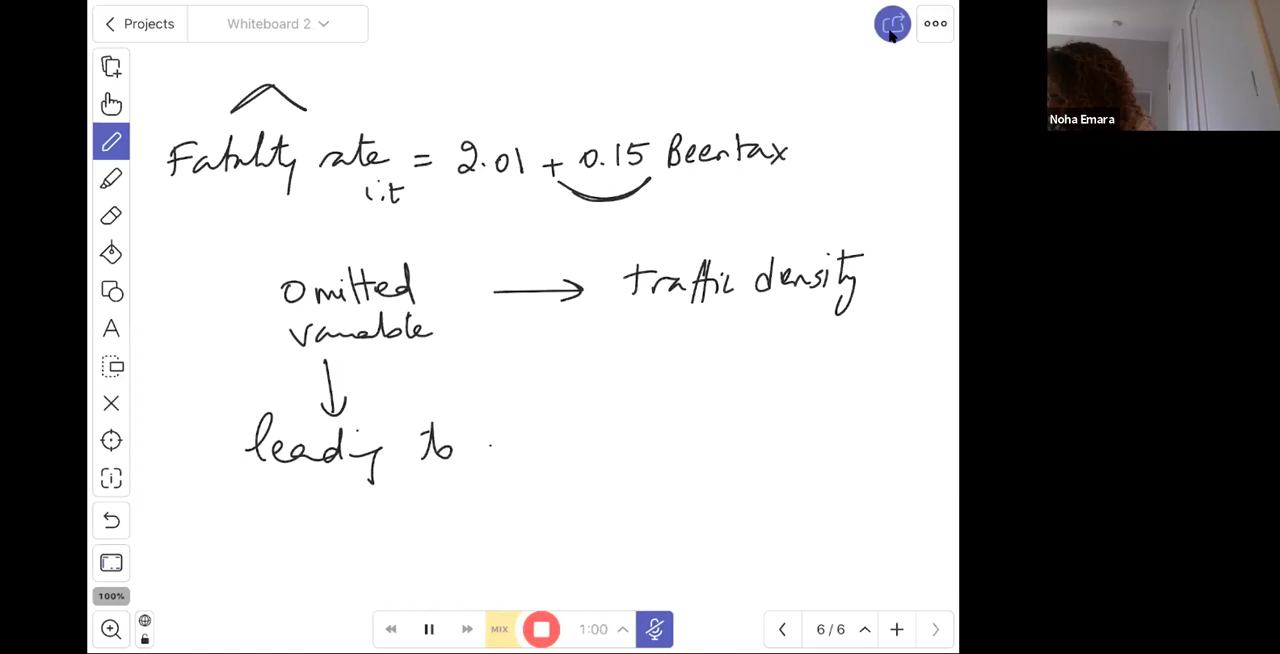 Projects
Whiteboard 2
Noha Emara
Fatality rate i.t = 2.01 + 0.15 Beertax
omitted → traffic density
variable
leading to
A
100%
MIX
1:00
6/6